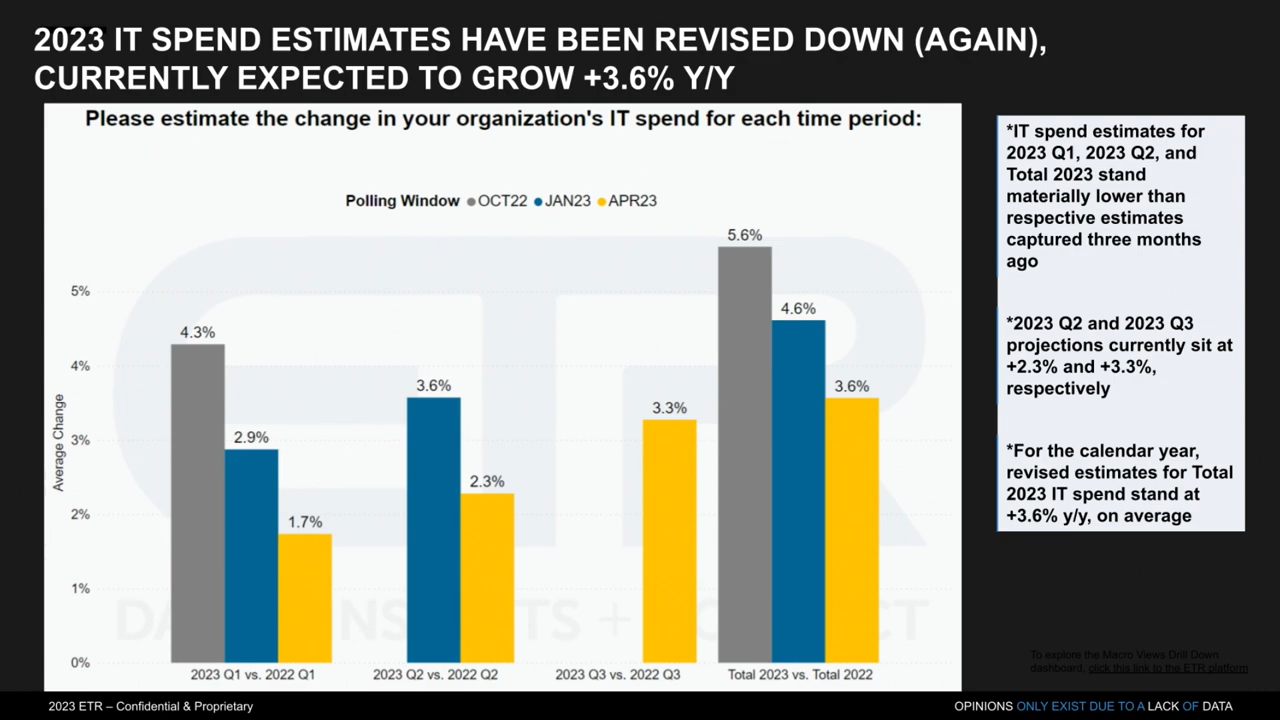 2023 IT SPEND ESTIMATES HAVE BEEN REVISED DOWN (AGAIN),
CURRENTLY EXPECTED TO GROW +3.6% Y/Y
Please estimate the change in your organization's IT spend for each time period:
Polling Window OCT22 JAN23 APR23
Average Change
5%
4%
3%
2%
1%
0%
4.3%
2.9%
1.7%
3.6%
2.3%
3.3%
5.6%
4.6%
3.6%
2023 Q1 vs. 2022 Q1
2023 Q2 vs. 2022 Q2
2023 Q3 vs. 2022 Q3
Total 2023 vs. Total 2022
ETR
*IT spend estimates for
2023 Q1, 2023 Q2, and
Total 2023 stand
materially lower than
respective estimates
captured three months
ago
*2023 Q2 and 2023 Q3
projections currently sit at
+2.3% and +3.3%,
respectively
*For the calendar year,
revised estimates for Total
2023 IT spend stand at
+3.6% y/y, on average
To explore the Macro Views Drill Down
dashboard, click this link to the ETR platform
2023 ETR – Confidential & Proprietary
OPINIONS ONLY EXIST DUE TO A LACK OF DATA